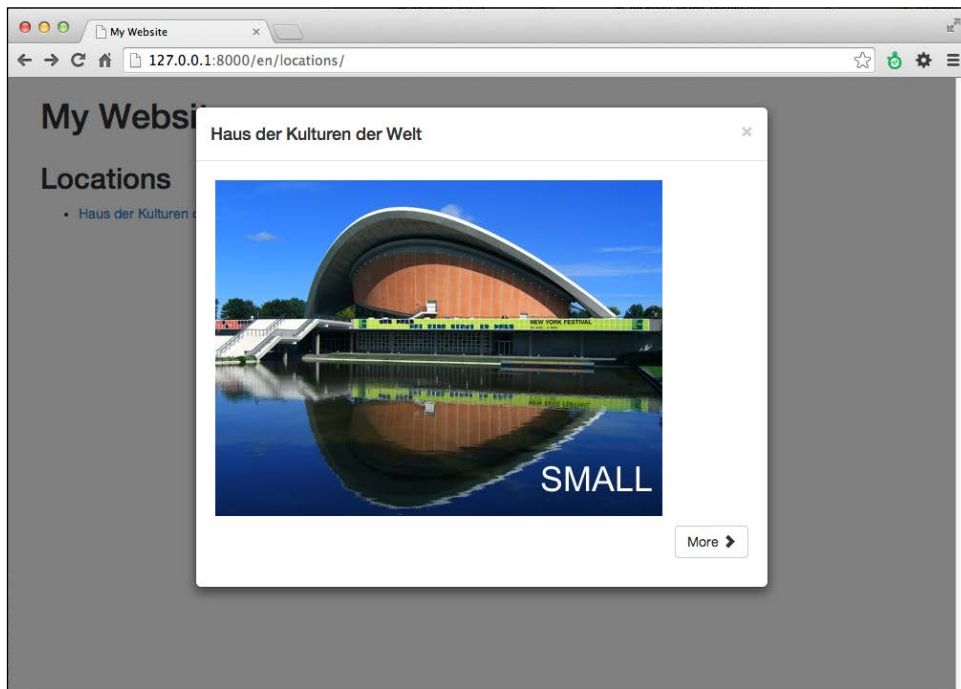 My Website
127.0.0.1:8000/en/locations/
My Websi
Haus der Kulturen der Welt
Locations
Haus der Kulturen d
NEW YORK FESTIVAL
SMALL
More